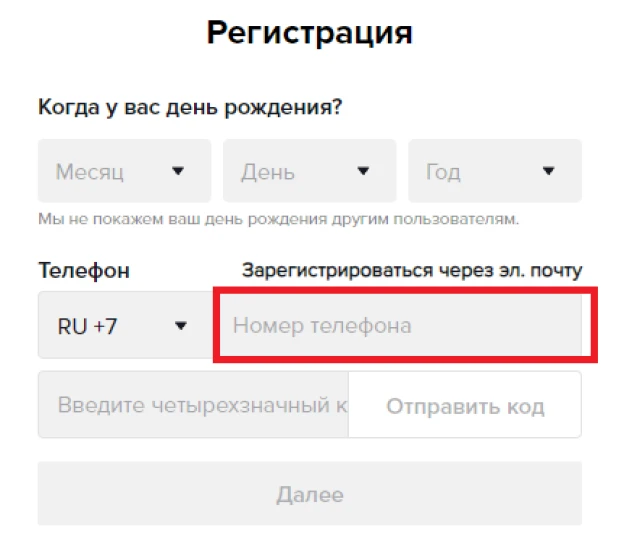 Регистрация
Когда у вас день рождения?
Месяц День Год
Мы не покажем ваш день рождения другим пользователям.
Телефон Зарегистрироваться через эл. почту
RU +7 Номер телефона
Введите четырехзначный к Отправить код
Далее